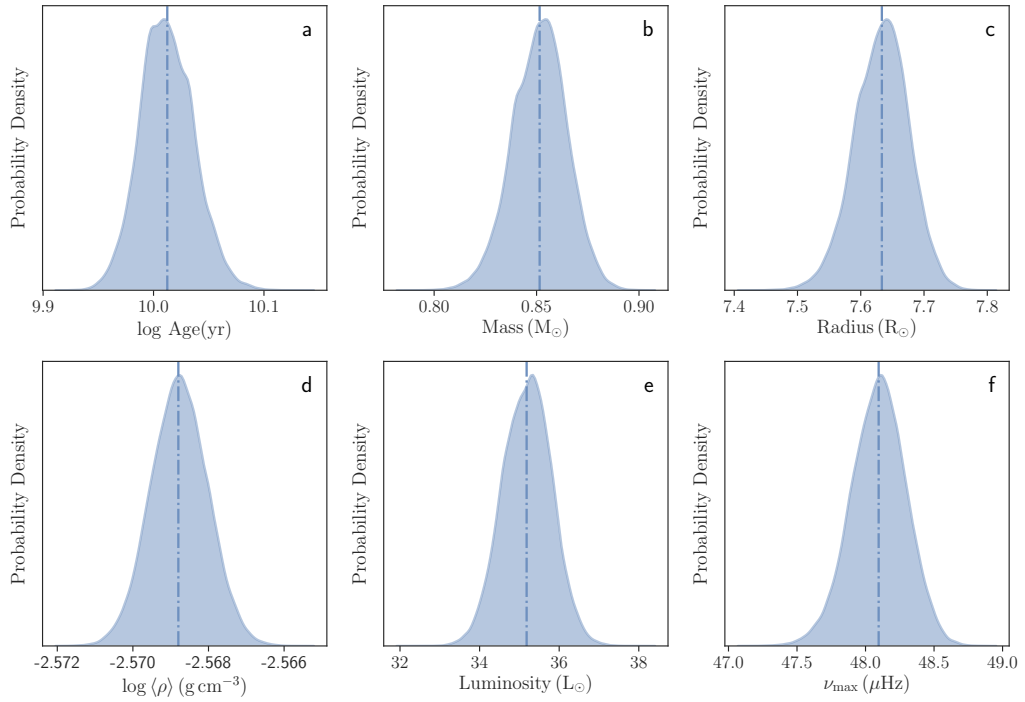 a
Probability Density
9.9 10.0 10.1
log Age(yr)
b
Probability Density
0.80 0.85 0.90
Mass (M☉)
c
Probability Density
7.4 7.5 7.6 7.7 7.8
Radius (R☉)
d
Probability Density
-2.572 -2.570 -2.568 -2.566
log ⟨ρ⟩ (g cm⁻³)
e
Probability Density
32 34 36 38
Luminosity (L☉)
f
Probability Density
47.0 47.5 48.0 48.5 49.0
ν_max (μHz)